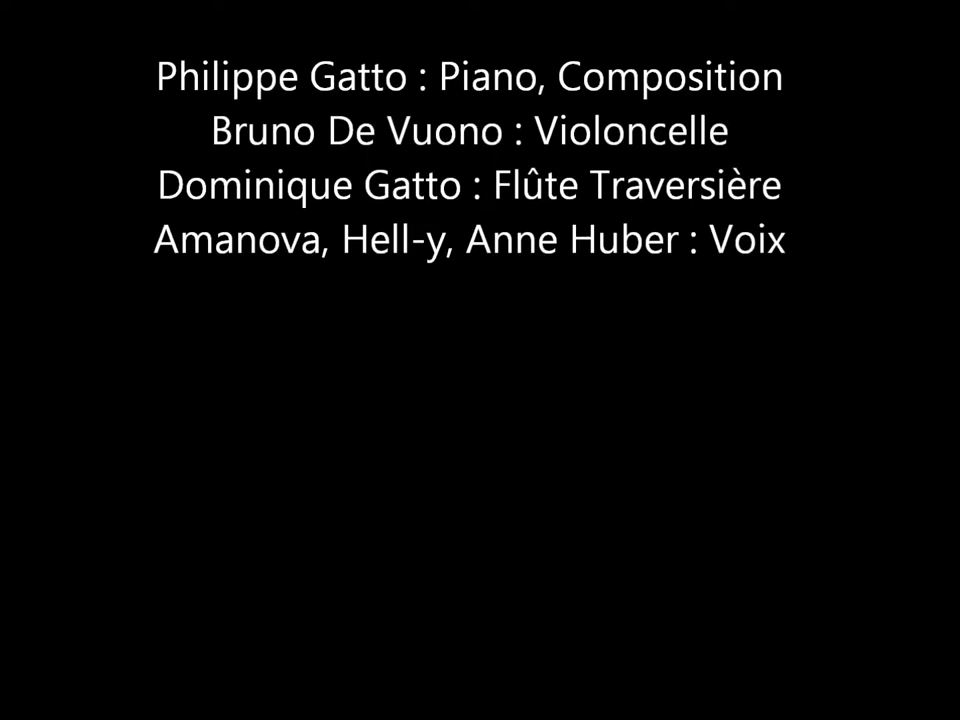 Philippe Gatto : Piano, Composition
Bruno De Vuono : Violoncelle
Dominique Gatto : Flûte Traversière
Amanova, Hell-y, Anne Huber : Voix